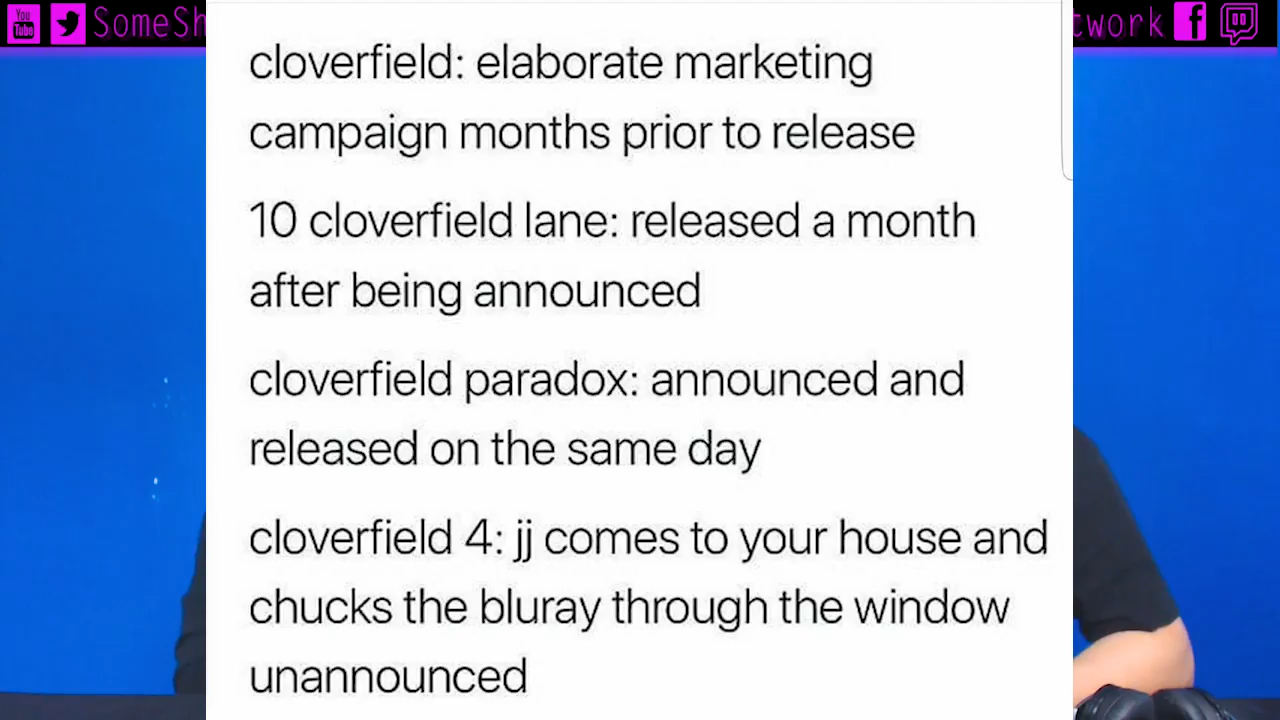 You
Tube
SomeSh
twork
cloverfield: elaborate marketing
campaign months prior to release
10 cloverfield lane: released a month
after being announced
cloverfield paradox: announced and
released on the same day
cloverfield 4: jj comes to your house and
chucks the bluray through the window
unannounced